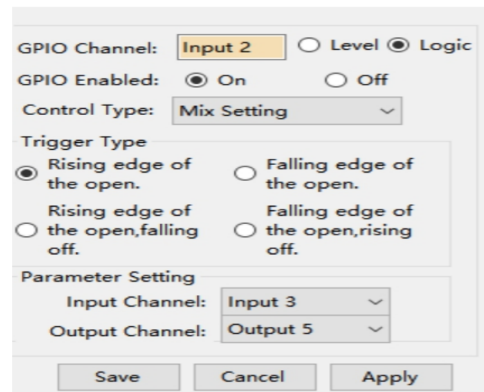 GPIO Channel: Input 2 Level Logic
GPIO Enabled: On Off
Control Type: Mix Setting
Trigger Type
Rising edge of the open.
Falling edge of the open.
Rising edge of the open,falling off.
Falling edge of the open,rising off.
Parameter Setting
Input Channel: Input 3
Output Channel: Output 5
Save Cancel Apply